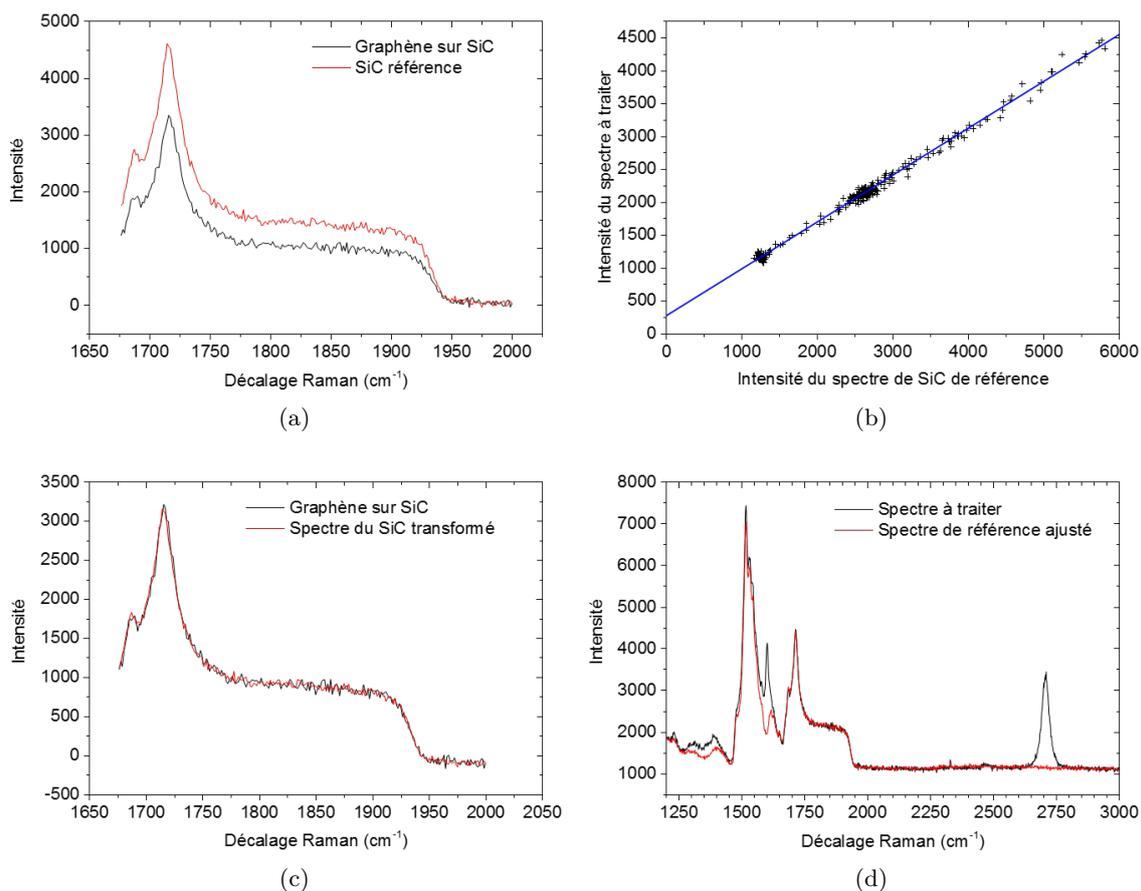 5000
4000
3000
2000
1000
0
Intensité
Graphène sur SiC
SiC référence
1650 1700 1750 1800 1850 1900 1950 2000
Décalage Raman (cm⁻¹)
(a)
4500
4000
3500
3000
2500
2000
1500
1000
500
0
Intensité du spectre à traiter
0 1000 2000 3000 4000 5000 6000
Intensité du spectre de SiC de référence
(b)
3500
3000
2500
2000
1500
1000
500
0
-500
Intensité
Graphène sur SiC
Spectre du SiC transformé
1650 1700 1750 1800 1850 1900 1950 2000 2050
Décalage Raman (cm⁻¹)
(c)
8000
7000
6000
5000
4000
3000
2000
1000
Intensité
Spectre à traiter
Spectre de référence ajusté
1250 1500 1750 2000 2250 2500 2750 3000
Décalage Raman (cm⁻¹)
(d)